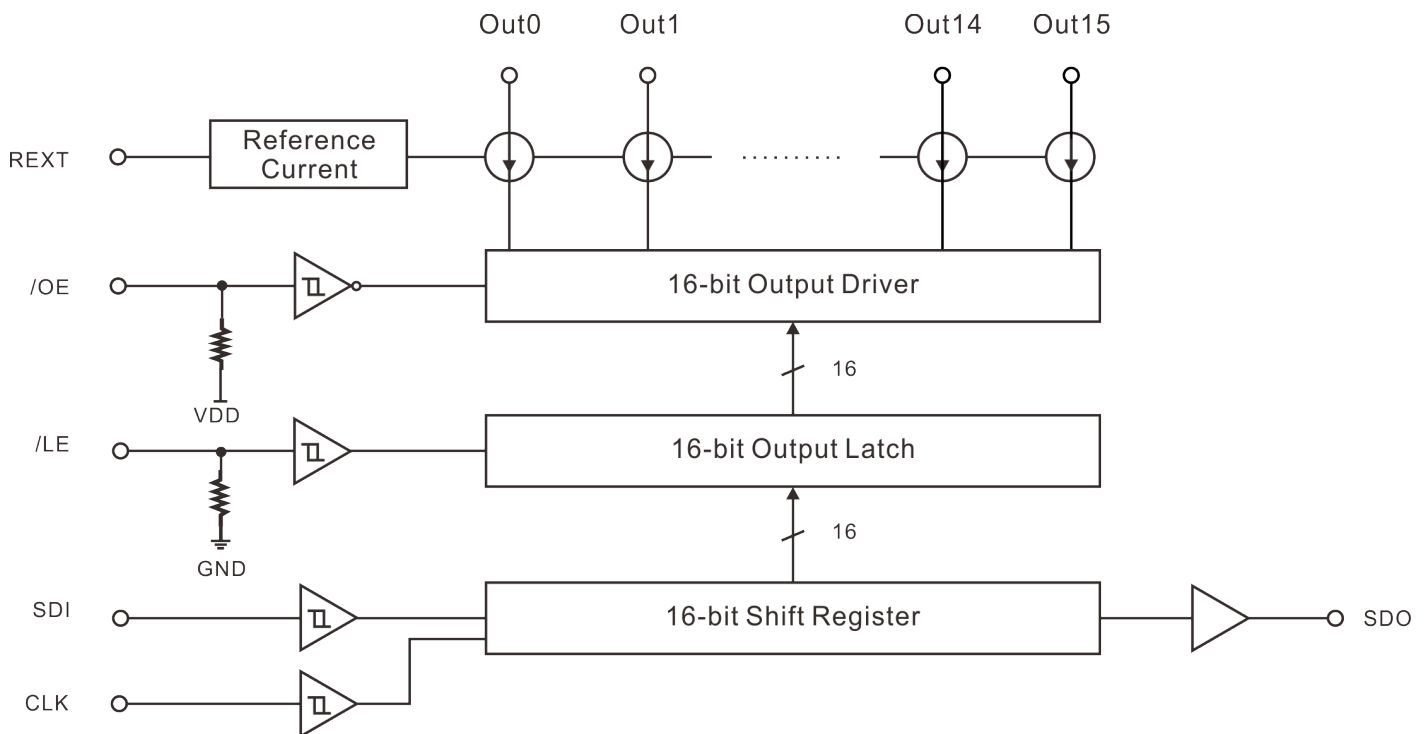 Out0 Out1 Out14 Out15
REXT
Reference
Current
..........
/OE
16-bit Output Driver
16
VDD
/LE
16-bit Output Latch
16
GND
SDI
16-bit Shift Register
SDO
CLK